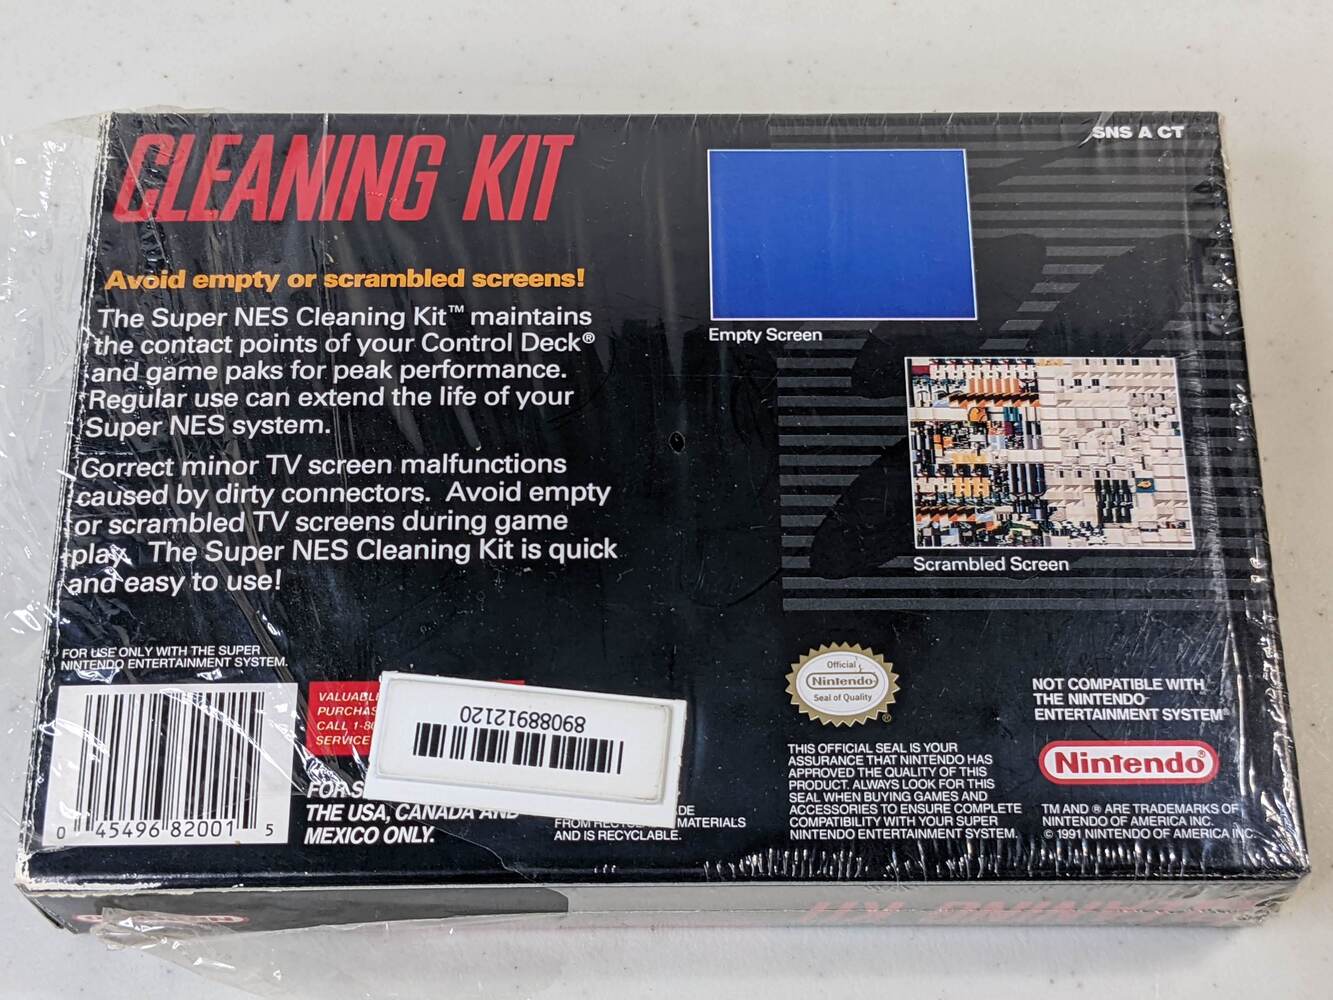 CLEANING KIT
SNS A CT
Avoid empty or scrambled screens!
The Super NES Cleaning Kit™ maintains
the contact points of your Control Deck®
and game paks for peak performance.
Regular use can extend the life of your
Super NES system.
Correct minor TV screen malfunctions
caused by dirty connectors. Avoid empty
or scrambled TV screens during game
play. The Super NES Cleaning Kit is quick
and easy to use!
Empty Screen
Scrambled Screen
FOR USE ONLY WITH THE SUPER
NINTENDO ENTERTAINMENT SYSTEM.
0 45496 82001 5
CALL
SERVICE
89088912120
THE USA, CANADA AND
MEXICO ONLY.
MATERIALS
AND IS RECYCLABLE.
Official
Nintendo
Seal of Quality
®
THIS OFFICIAL SEAL IS YOUR
ASSURANCE THAT NINTENDO HAS
APPROVED THE QUALITY OF THIS
PRODUCT. ALWAYS LOOK FOR THIS
SEAL WHEN BUYING GAMES AND
ACCESSORIES TO ENSURE COMPLETE
COMPATIBILITY WITH YOUR SUPER
NINTENDO ENTERTAINMENT SYSTEM.
NOT COMPATIBLE WITH
THE NINTENDO
ENTERTAINMENT SYSTEM®
Nintendo®
TM AND ® ARE TRADEMARKS OF
NINTENDO OF AMERICA INC.
© 1991 NINTENDO OF AMERICA INC.
CLEANING KIT